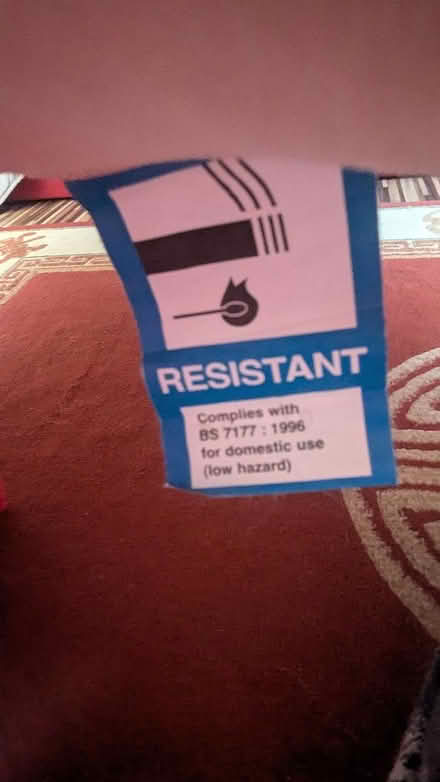 RESISTANT
Complies with
BS 7177 : 1996
for domestic use
(low hazard)